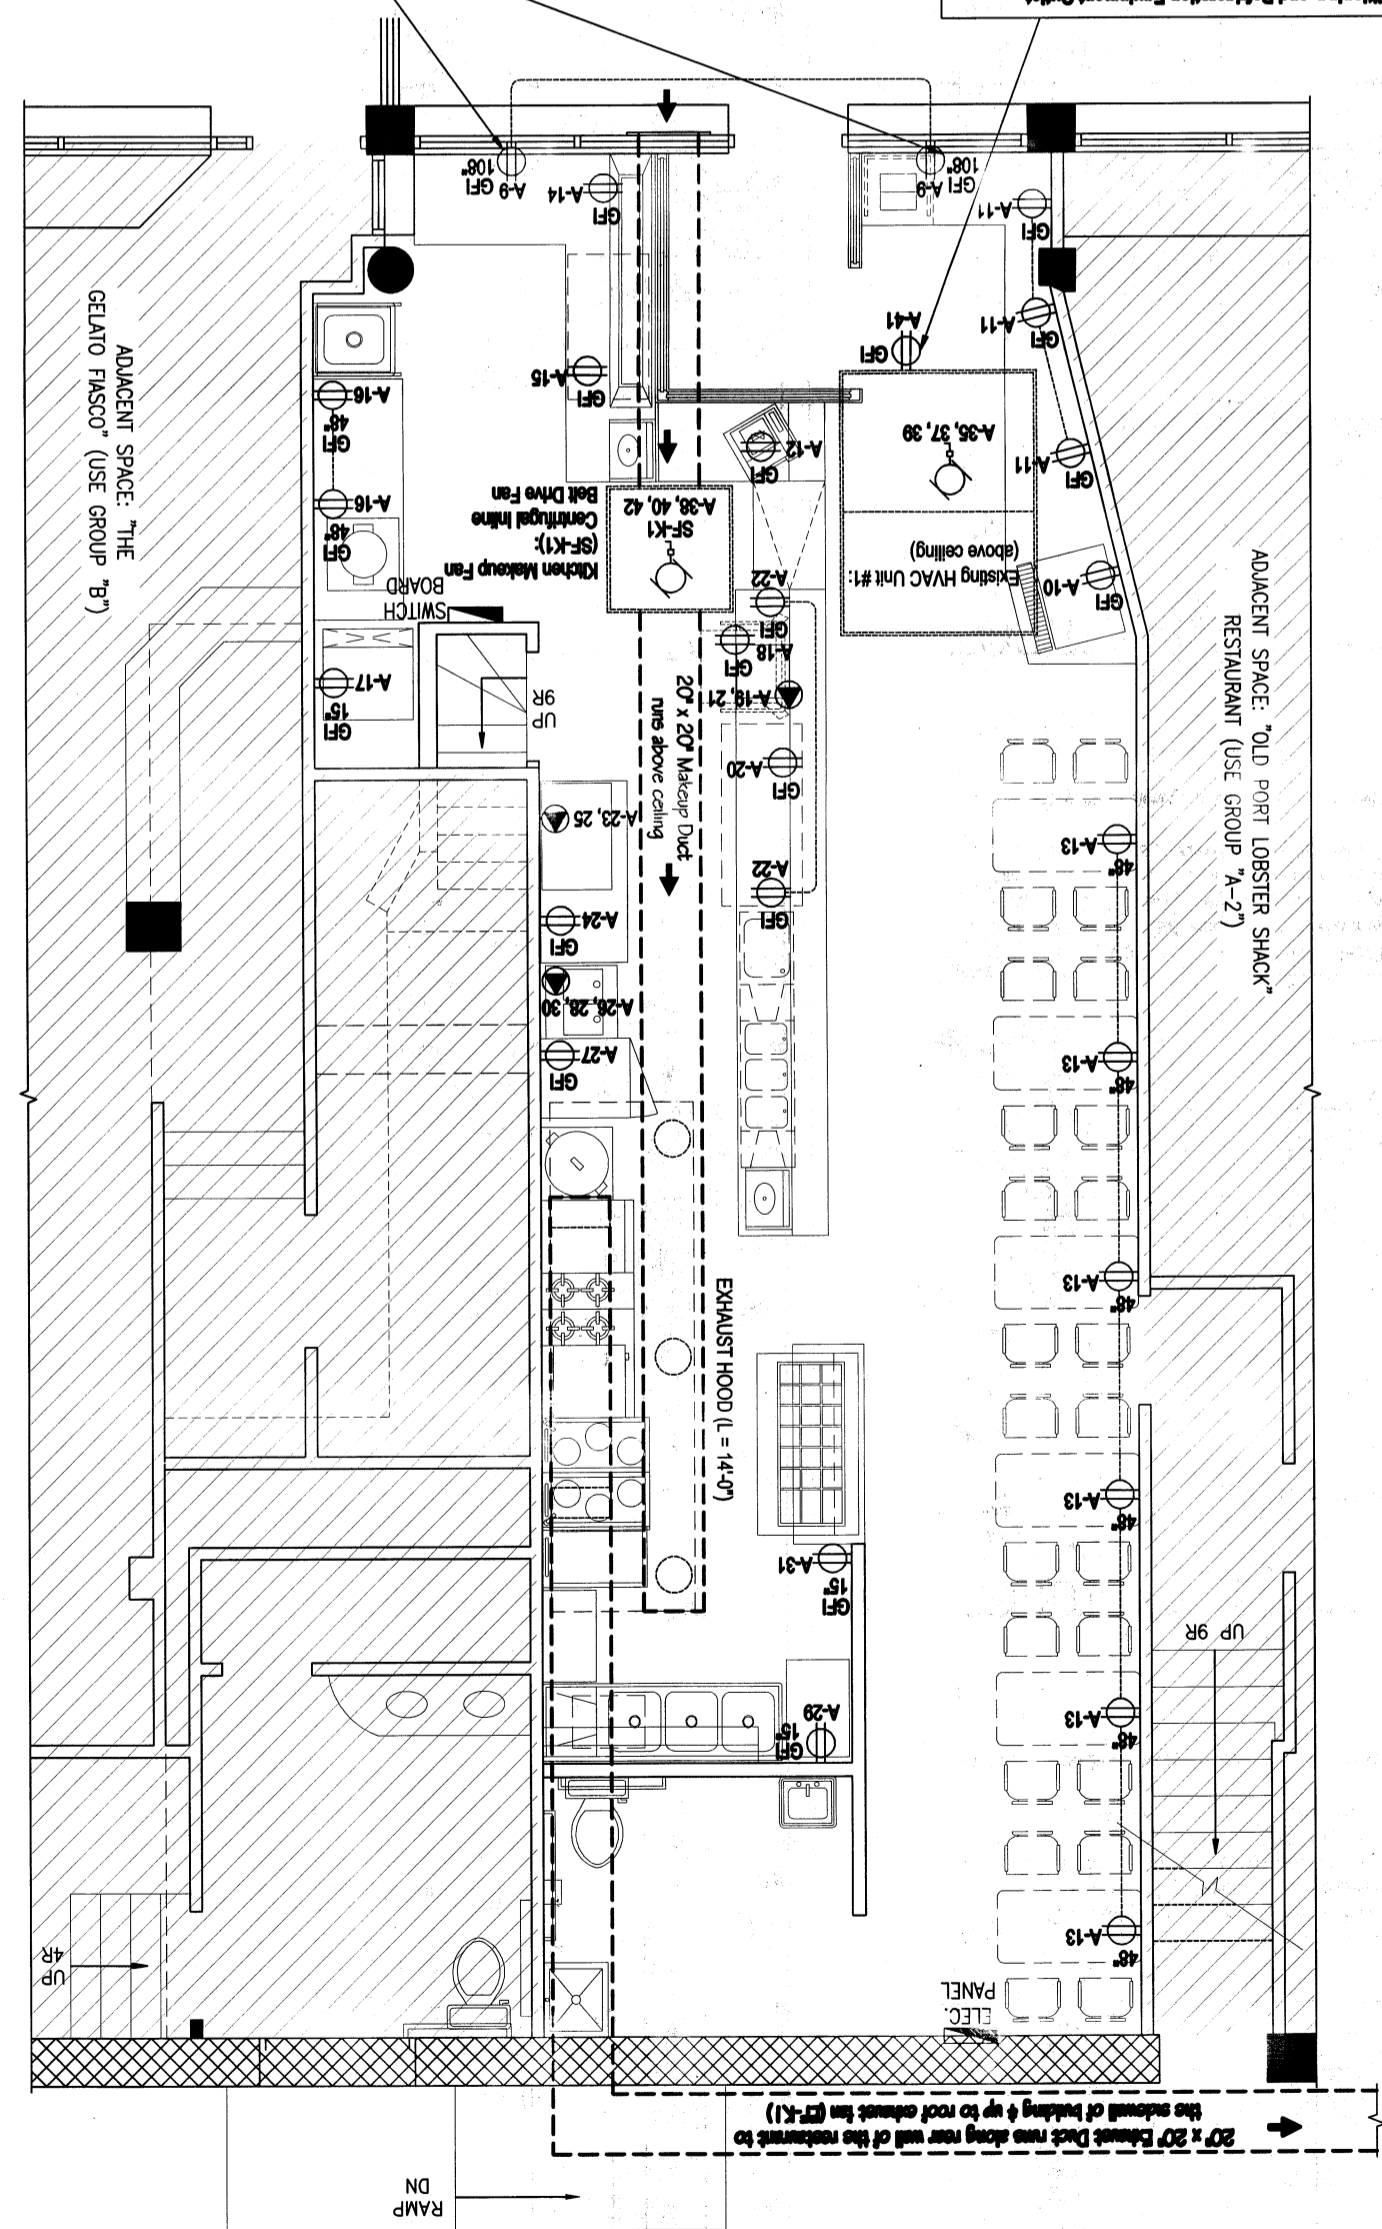 A-9 GFI
108"
A-14
GFI
A-9 GFI
108"
A-11
GFI
A-11
GFI
A-11
GFI
A-41
GFI
A-15
GFI
A-16
48"
GFI
A-16
48"
GFI
A-12
GFI
A-35, 37, 39
Existing HVAC Unit #1:
(above ceiling)
A-10
GFI
Kitchen Makeup Fan
(SF-K1):
Centrifugal Inline
Belt Drive Fan
A-38, 40, 42
SF-K1
ADJACENT SPACE: "THE
GELATO FIASCO" (USE GROUP "B")
ADJACENT SPACE: "OLD PORT LOBSTER SHACK"
RESTAURANT (USE GROUP "A-2")
SWITCH
BOARD
A-17
15"
GFI
UP
9R
A-22
GFI
A-18
GFI
A-19, 21
A-20
GFI
A-22
GFI
20" x 20" Makeup Duct
runs above ceiling
A-23, 25
A-24
GFI
A-26, 28, 30
A-27
GFI
A-13
48"
A-13
48"
A-13
48"
A-13
48"
A-13
48"
A-13
48"
EXHAUST HOOD (L = 14'-0")
A-31
15"
GFI
A-29
15"
GFI
UP 9R
UP
4R
ELEC.
PANEL
20" x 20" Exhaust Duct runs along rear wall of the restaurant to
the sidewall of building & up to roof exhaust fan (EF-K1)
RAMP
DN